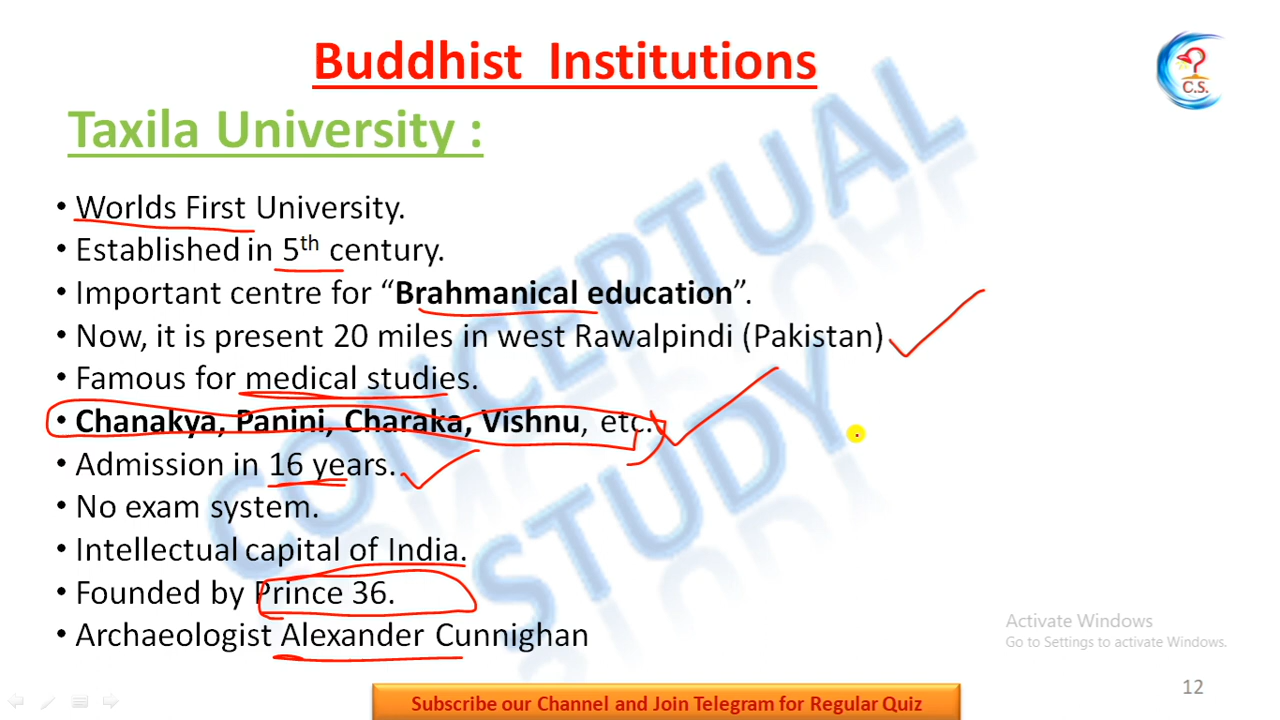 Buddhist Institutions
C.S.
Taxila University :
• Worlds First University.
• Established in 5th century.
• Important centre for “Brahmanical education”.
• Now, it is present 20 miles in west Rawalpindi (Pakistan)
• Famous for medical studies.
• Chanakya, Panini, Charaka, Vishnu, etc.
• Admission in 16 years.
• No exam system.
• Intellectual capital of India.
• Founded by Prince 36.
• Archaeologist Alexander Cunnighan
CONCEPTUAL
STUDY
Activate Windows
Go to Settings to activate Windows.
12
Subscribe our Channel and Join Telegram for Regular Quiz